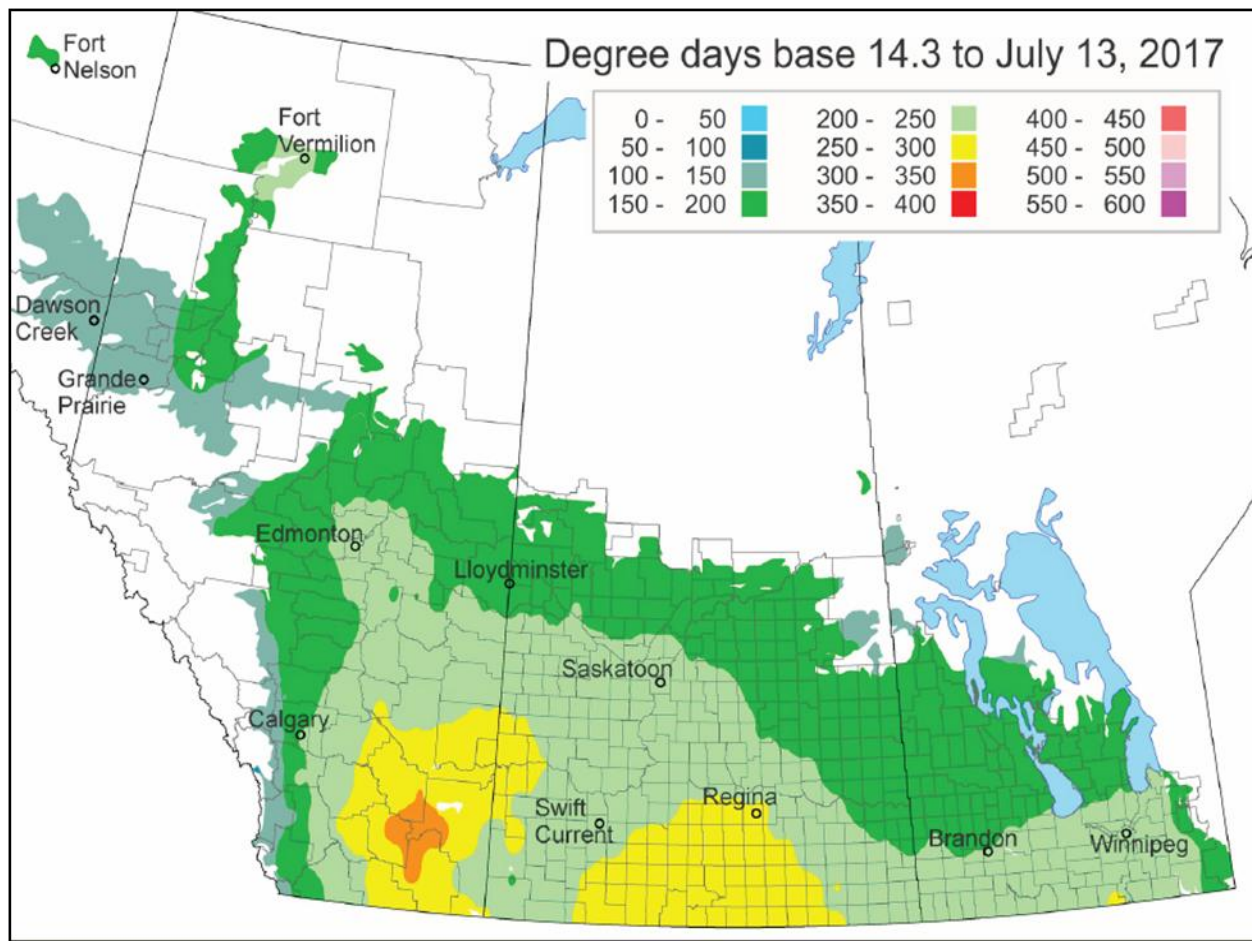 Degree days base 14.3 to July 13, 2017
0 - 50
50 - 100
100 - 150
150 - 200
200 - 250
250 - 300
300 - 350
350 - 400
400 - 450
450 - 500
500 - 550
550 - 600
Fort
Nelson
Fort
Vermilion
Dawson
Creek
Grande
Prairie
Edmonton
Lloydminster
Saskatoon
Calgary
Regina
Swift
Current
Brandon
Winnipeg